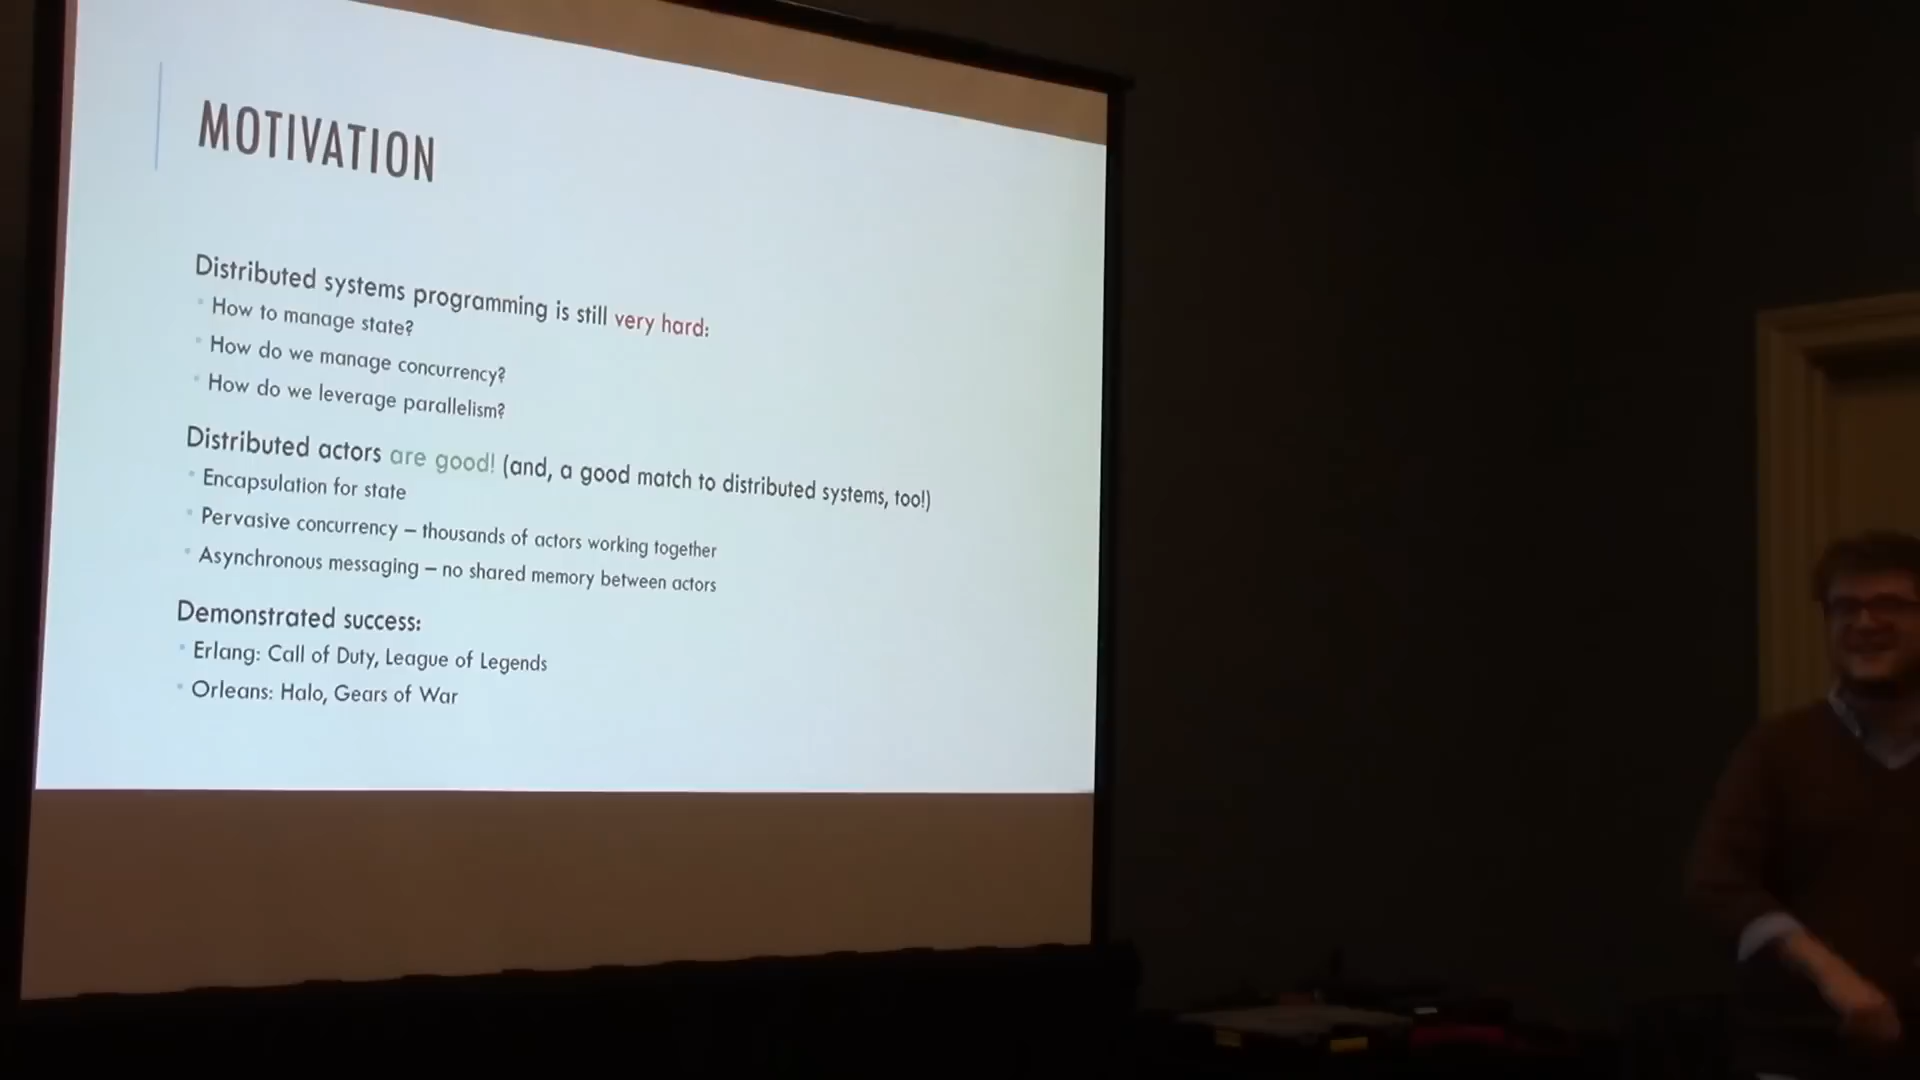 MOTIVATION
Distributed systems programming is still very hard:
How to manage state?
How do we manage concurrency?
How do we leverage parallelism?
Distributed actors are good! (and, a good match to distributed systems, too!)
Encapsulation for state
Pervasive concurrency – thousands of actors working together
Asynchronous messaging – no shared memory between actors
Demonstrated success:
Erlang: Call of Duty, League of Legends
Orleans: Halo, Gears of War